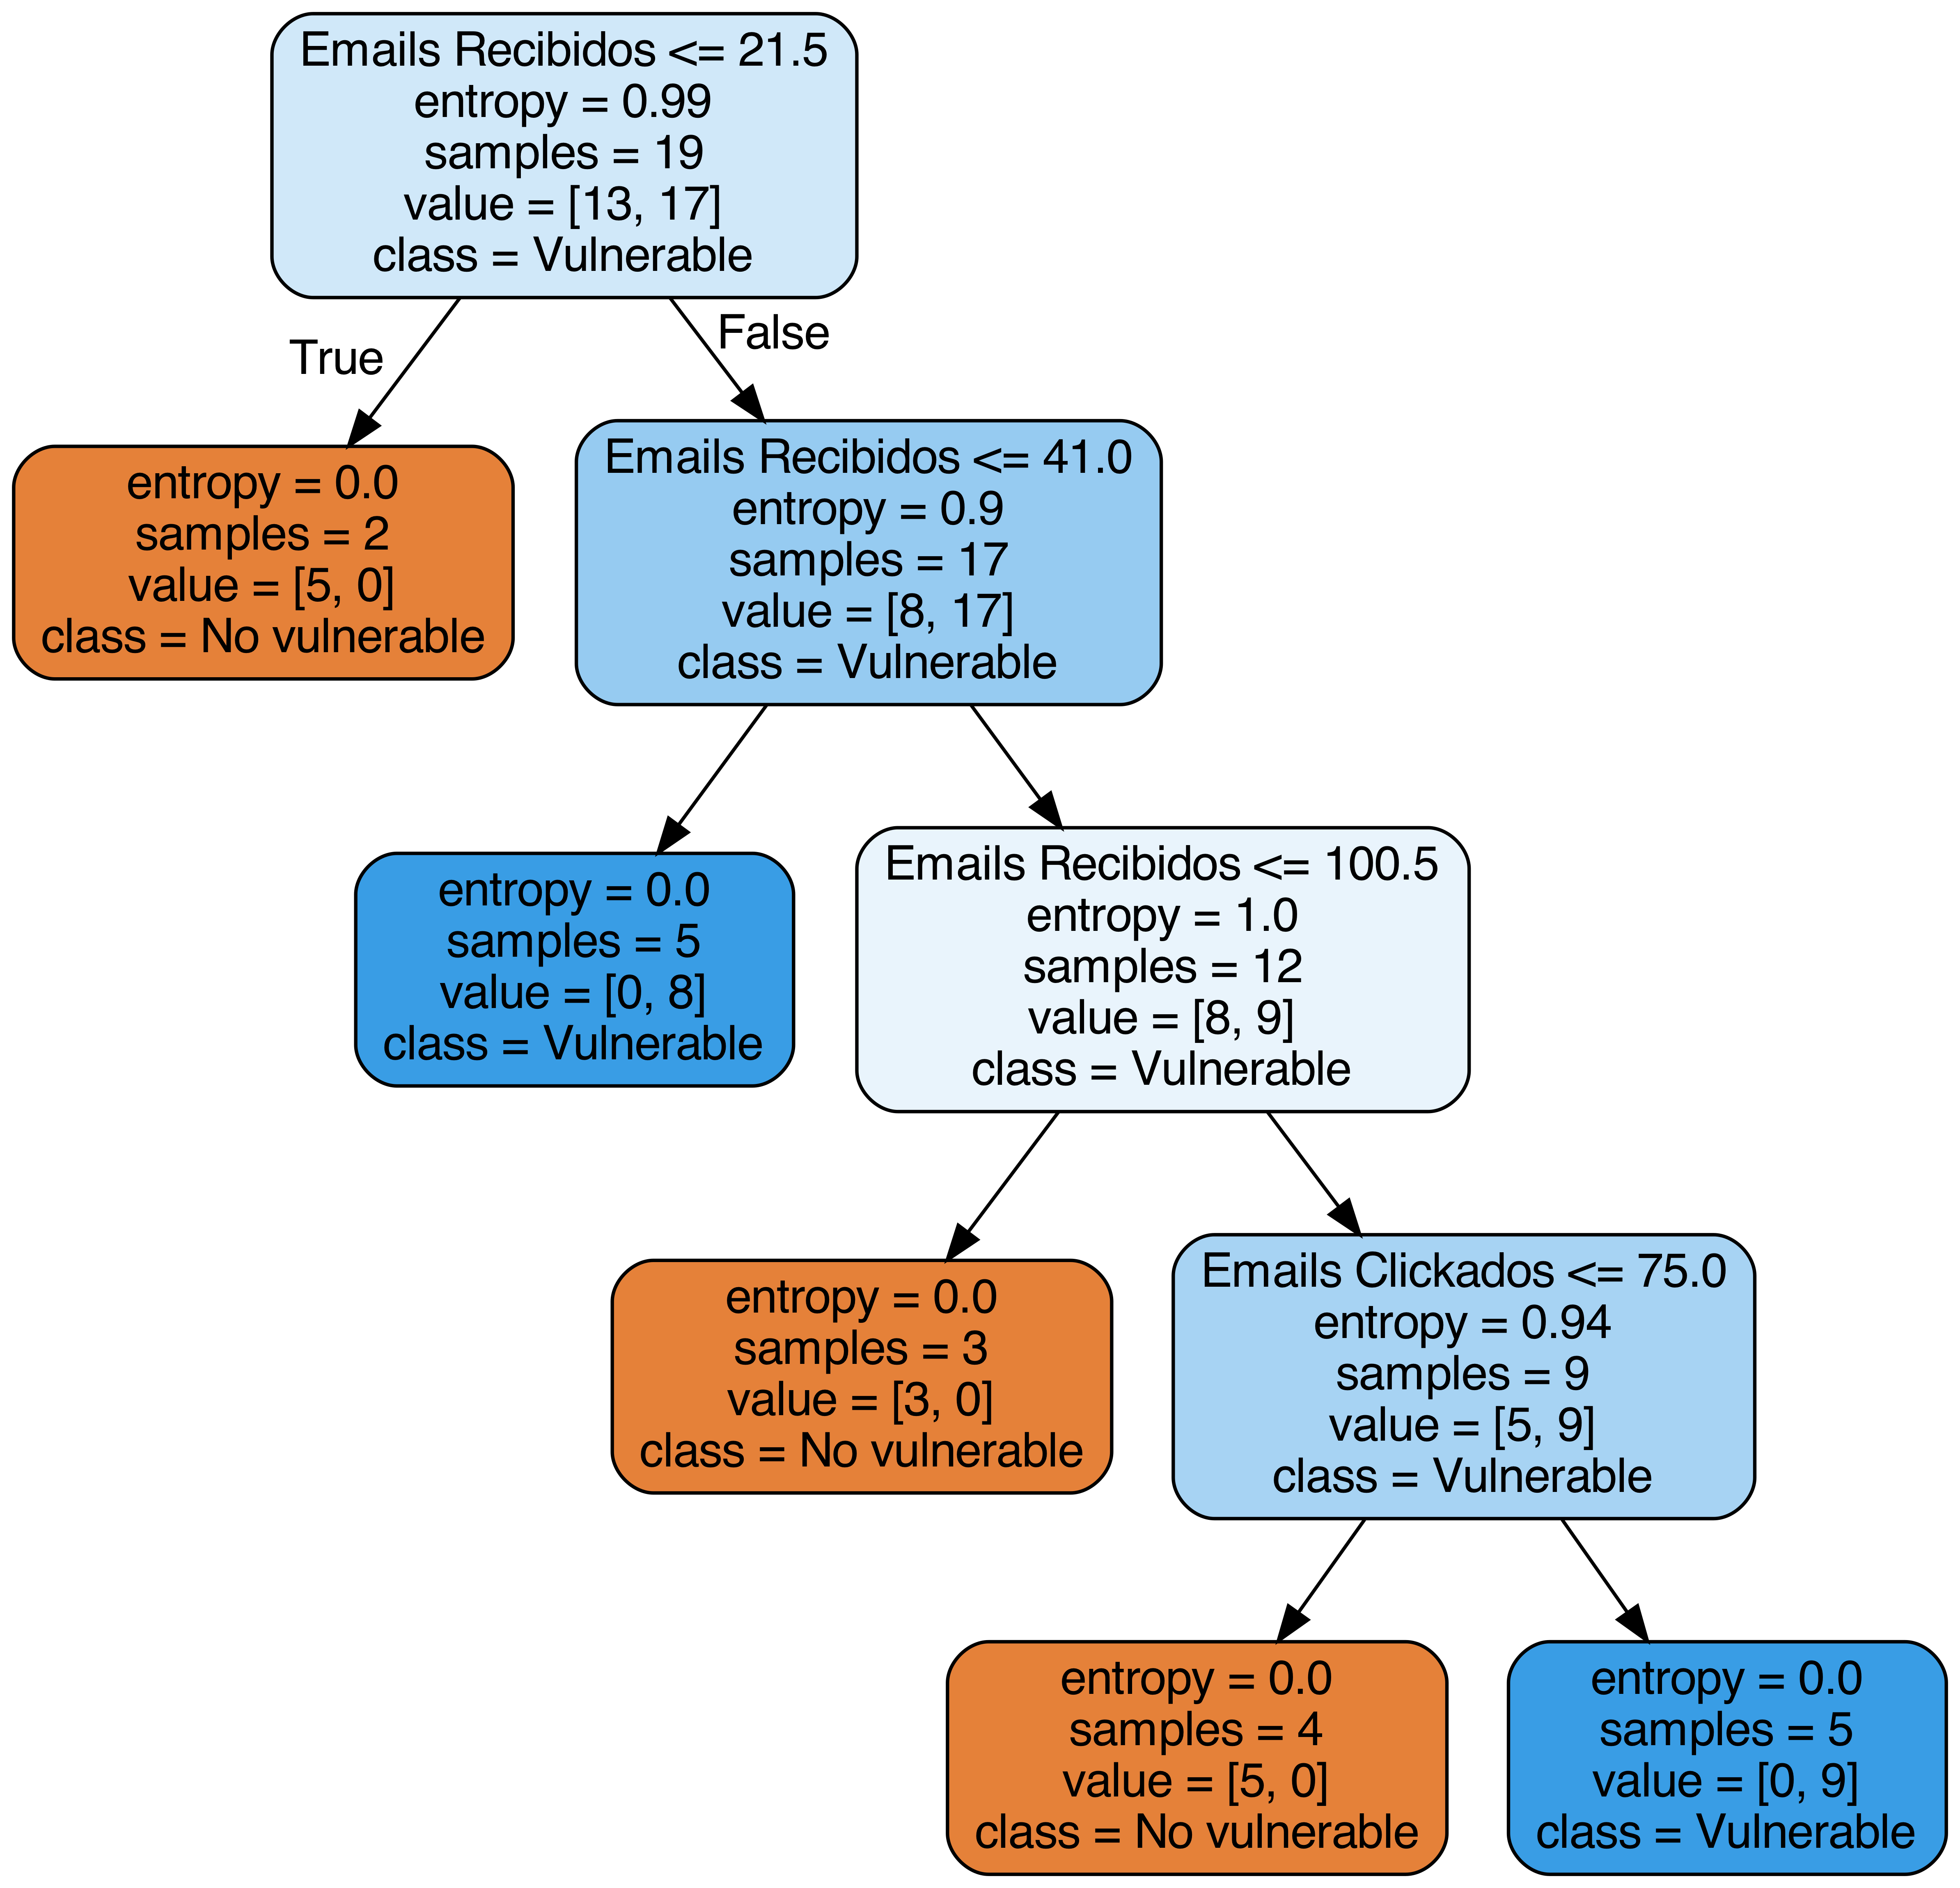 Emails Recibidos <= 21.5
entropy = 0.99
samples = 19
value = [13, 17]
class = Vulnerable
True
False
entropy = 0.0
samples = 2
value = [5, 0]
class = No vulnerable
Emails Recibidos <= 41.0
entropy = 0.9
samples = 17
value = [8, 17]
class = Vulnerable
entropy = 0.0
samples = 5
value = [0, 8]
class = Vulnerable
Emails Recibidos <= 100.5
entropy = 1.0
samples = 12
value = [8, 9]
class = Vulnerable
entropy = 0.0
samples = 3
value = [3, 0]
class = No vulnerable
Emails Clickados <= 75.0
entropy = 0.94
samples = 9
value = [5, 9]
class = Vulnerable
entropy = 0.0
samples = 4
value = [5, 0]
class = No vulnerable
entropy = 0.0
samples = 5
value = [0, 9]
class = Vulnerable